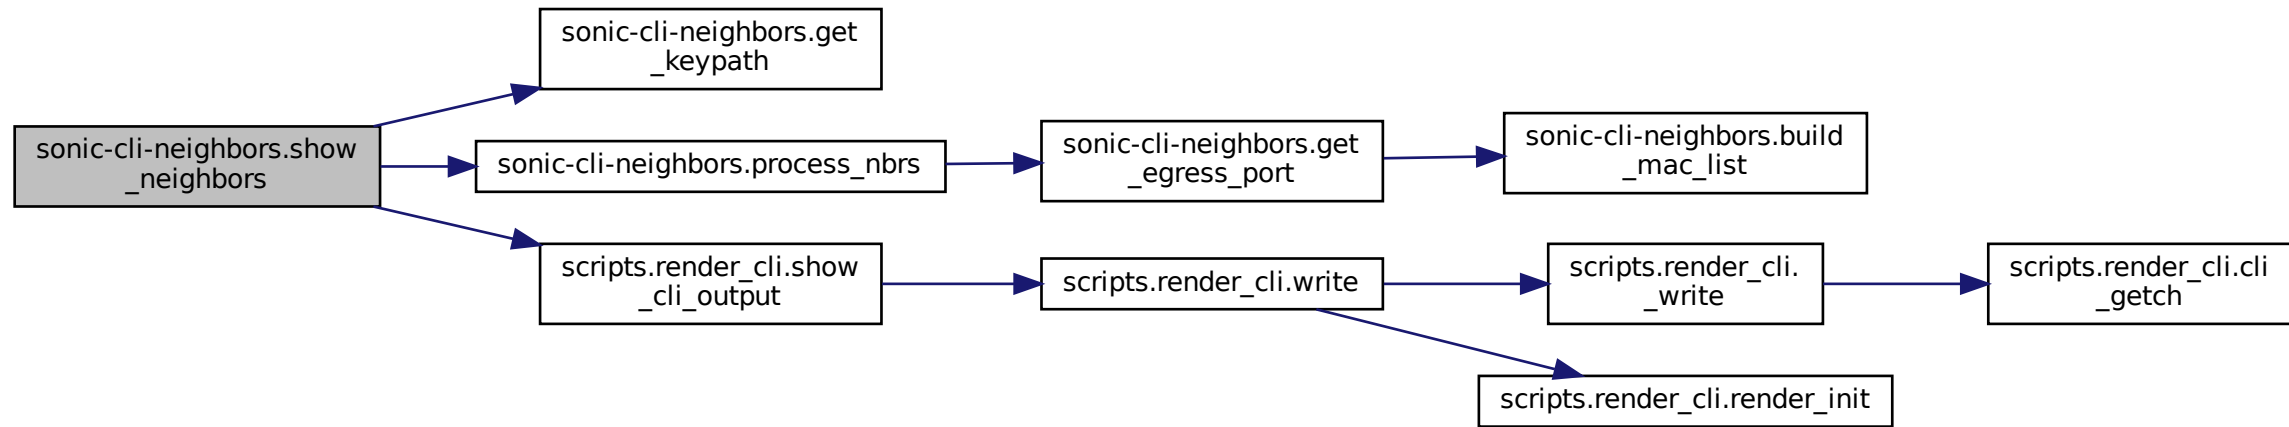 sonic-cli-neighbors.show
_neighbors
sonic-cli-neighbors.get
_keypath
sonic-cli-neighbors.process_nbrs
sonic-cli-neighbors.get
_egress_port
sonic-cli-neighbors.build
_mac_list
scripts.render_cli.show
_cli_output
scripts.render_cli.write
scripts.render_cli.
_write
scripts.render_cli.cli
_getch
scripts.render_cli.render_init